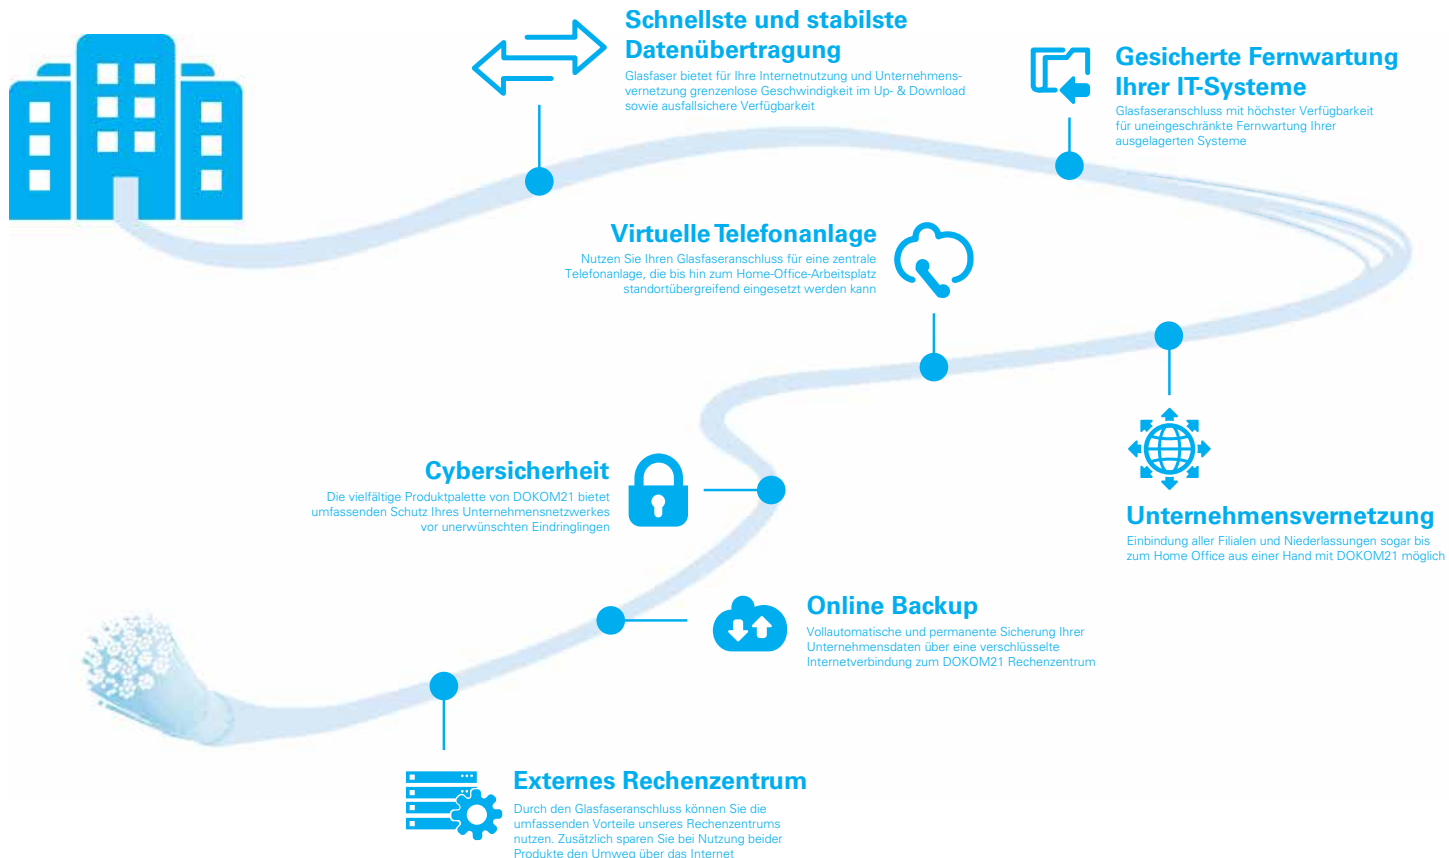 Schnellste und stabilste
Datenübertragung
Glasfaser bietet für Ihre Internetnutzung und Unternehmens-
vernetzung grenzenlose Geschwindigkeit im Up- & Download
sowie ausfallsichere Verfügbarkeit
Gesicherte Fernwartung
Ihrer IT-Systeme
Glasfaseranschluss mit höchster Verfügbarkeit
für uneingeschränkte Fernwartung Ihrer
ausgelagerten Systeme
Virtuelle Telefonanlage
Nutzen Sie Ihren Glasfaseranschluss für eine zentrale
Telefonanlage, die bis hin zum Home-Office-Arbeitsplatz
standortübergreifend eingesetzt werden kann
Cybersicherheit
Die vielfältige Produktpalette von DOKOM21 bietet
umfassenden Schutz Ihres Unternehmensnetzwerkes
vor unerwünschten Eindringlingen
Unternehmensvernetzung
Einbindung aller Filialen und Niederlassungen sogar bis
zum Home Office aus einer Hand mit DOKOM21 möglich
Online Backup
Vollautomatische und permanente Sicherung Ihrer
Unternehmensdaten über eine verschlüsselte
Internetverbindung zum DOKOM21 Rechenzentrum
Externes Rechenzentrum
Durch den Glasfaseranschluss können Sie die
umfassenden Vorteile unseres Rechenzentrums
nutzen. Zusätzlich sparen Sie bei Nutzung beider
Produkte den Umweg über das Internet